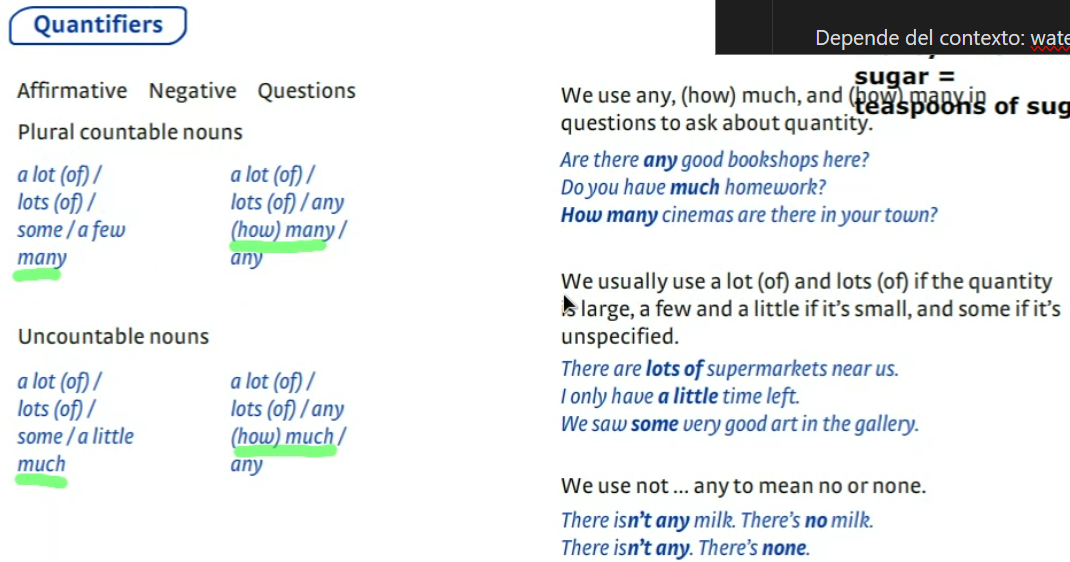 Quantifiers
Depende del contexto:
sugar =
teaspoons of sug
Affirmative Negative Questions
Plural countable nouns
a lot (of) /
lots (of) /
some / a few
many
a lot (of) /
lots (of) / any
(how) many /
any
Uncountable nouns
a lot (of) /
lots (of) /
some / a little
much
a lot (of) /
lots (of) / any
(how) much /
any
We use any, (how) much, and (how) many in
questions to ask about quantity.
Are there any good bookshops here?
Do you have much homework?
How many cinemas are there in your town?
We usually use a lot (of) and lots (of) if the quantity
is large, a few and a little if it's small, and some if it's
unspecified.
There are lots of supermarkets near us.
I only have a little time left.
We saw some very good art in the gallery.
We use not ... any to mean no or none.
There isn't any milk. There's no milk.
There isn't any. There's none.